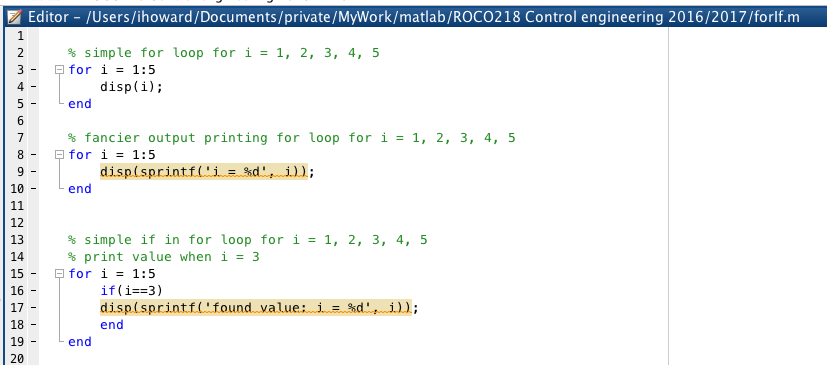 Editor – /Users/ihoward/Documents/private/MyWork/matlab/ROCO218 Control engineering 2016/2017/forIf.m
1
2 % simple for loop for i = 1, 2, 3, 4, 5
3 – for i = 1:5
4 – disp(i);
5 – end
6
7 % fancier output printing for loop for i = 1, 2, 3, 4, 5
8 – for i = 1:5
9 – disp(sprintf('i = %d', i));
10 – end
11
12
13 % simple if in for loop for i = 1, 2, 3, 4, 5
14 % print value when i = 3
15 – for i = 1:5
16 – if(i==3)
17 – disp(sprintf('found value: i = %d', i));
18 – end
19 – end
20